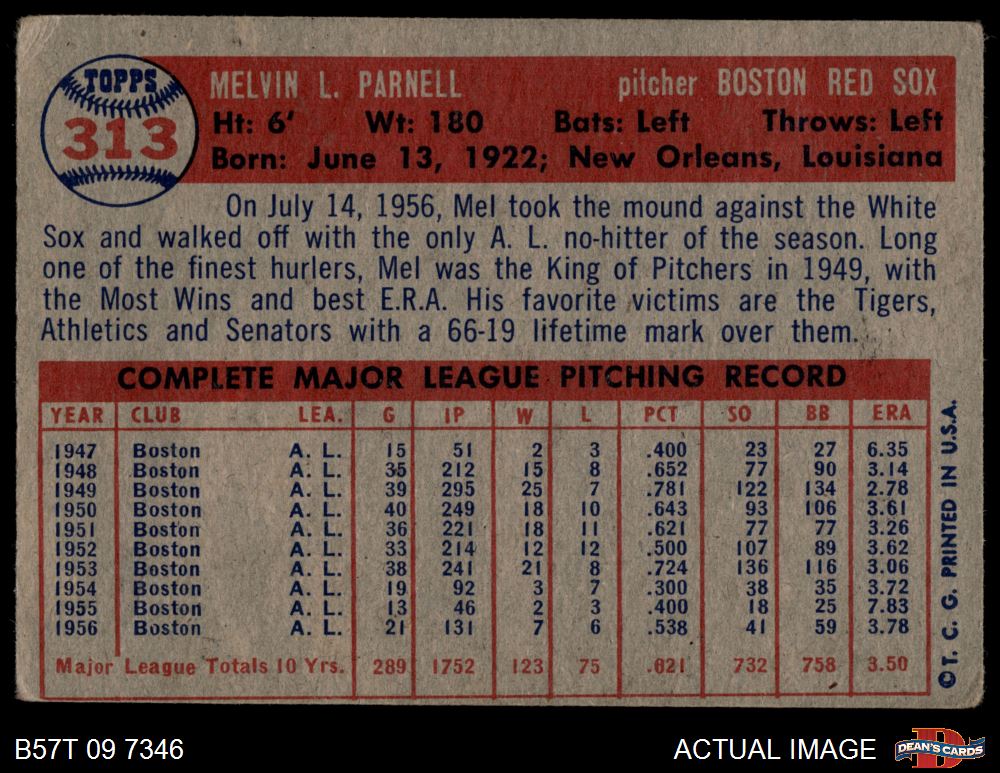 TOPPS
313
MELVIN L. PARNELL pitcher BOSTON RED SOX
Ht: 6' Wt: 180 Bats: Left Throws: Left
Born: June 13, 1922; New Orleans, Louisiana
On July 14, 1956, Mel took the mound against the White
Sox and walked off with the only A. L. no-hitter of the season. Long
one of the finest hurlers, Mel was the King of Pitchers in 1949, with
the Most Wins and best E.R.A. His favorite victims are the Tigers,
Athletics and Senators with a 66-19 lifetime mark over them.
COMPLETE MAJOR LEAGUE PITCHING RECORD
YEAR CLUB LEA. G IP W L PCT SO BB ERA
1947 Boston A. L. 15 51 2 3 .400 23 27 6.35
1948 Boston A. L. 35 212 15 8 .652 77 90 3.14
1949 Boston A. L. 39 295 25 7 .781 122 134 2.78
1950 Boston A. L. 40 249 18 10 .643 93 106 3.61
1951 Boston A. L. 36 221 18 11 .621 77 77 3.26
1952 Boston A. L. 33 214 12 12 .500 107 89 3.62
1953 Boston A. L. 38 241 21 8 .724 136 116 3.06
1954 Boston A. L. 19 92 3 7 .300 38 35 3.72
1955 Boston A. L. 13 46 2 3 .400 18 25 7.83
1956 Boston A. L. 21 131 7 6 .538 41 59 3.78
Major League Totals 10 Yrs. 289 1752 123 75 .621 732 758 3.50
©T. C. G. PRINTED IN U.S.A.
B57T 09 7346 ACTUAL IMAGE
D
DEAN'S CARDS